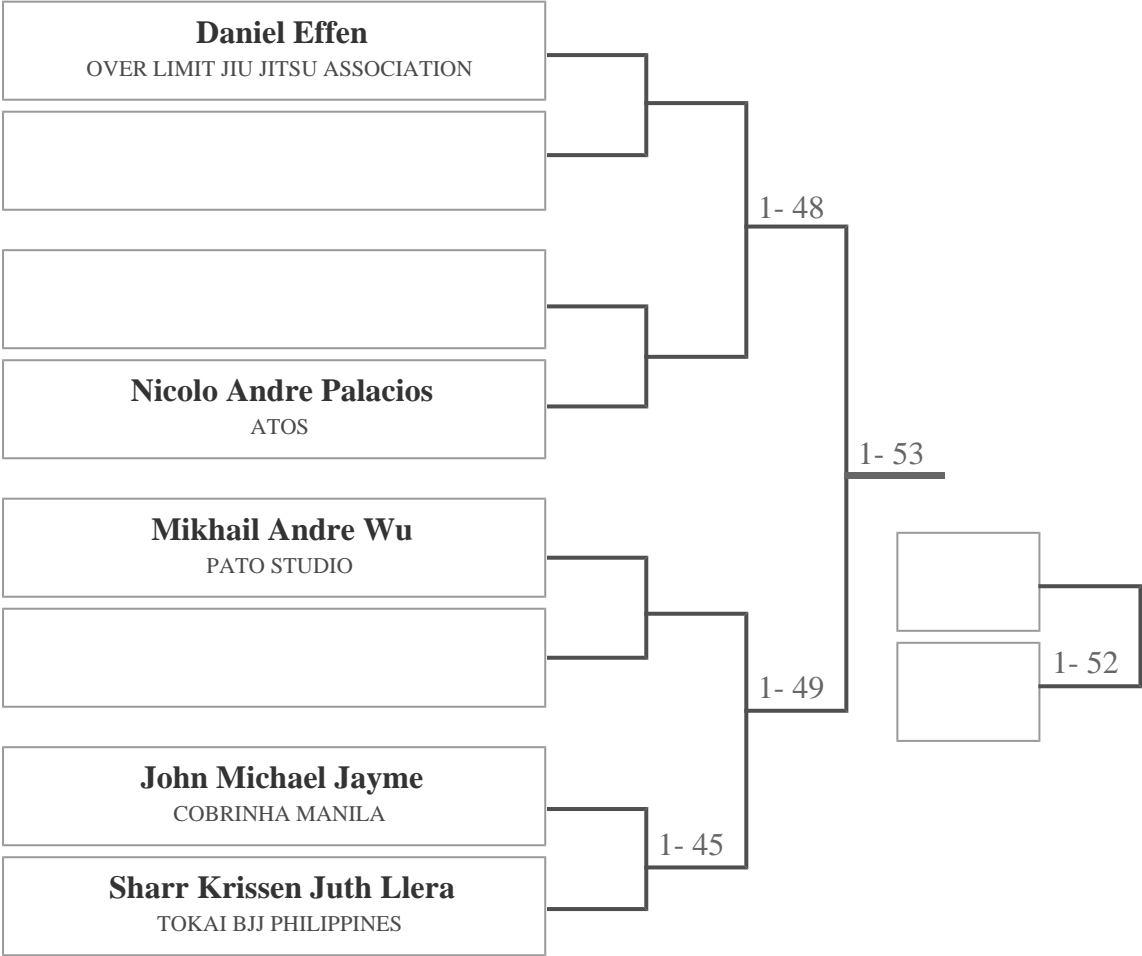 Daniel Effen
OVER LIMIT JIU JITSU ASSOCIATION
1- 48
Nicolo Andre Palacios
ATOS
1- 53
Mikhail Andre Wu
PATO STUDIO
1- 52
1- 49
John Michael Jayme
COBRINHA MANILA
1- 45
Sharr Krissen Juth Llera
TOKAI BJJ PHILIPPINES